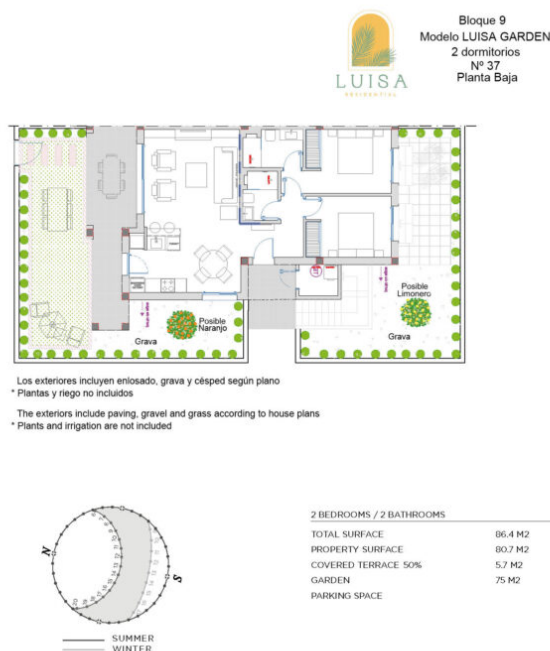 Bloque 9
Modelo LUISA GARDEN
2 dormitorios
Nº 37
Planta Baja
LUISA
RESIDENTIAL
Posible
Naranjo
Grava
Posible
Limonero
Grava
Los exteriores incluyen enlosado, grava y césped según plano
* Plantas y riego no incluidos
The exteriors include paving, gravel and grass according to house plans
* Plants and irrigation are not included
N
S
SUMMER
WINTER
2 BEDROOMS / 2 BATHROOMS
TOTAL SURFACE 86.4 M2
PROPERTY SURFACE 80.7 M2
COVERED TERRACE 50% 5.7 M2
GARDEN 75 M2
PARKING SPACE